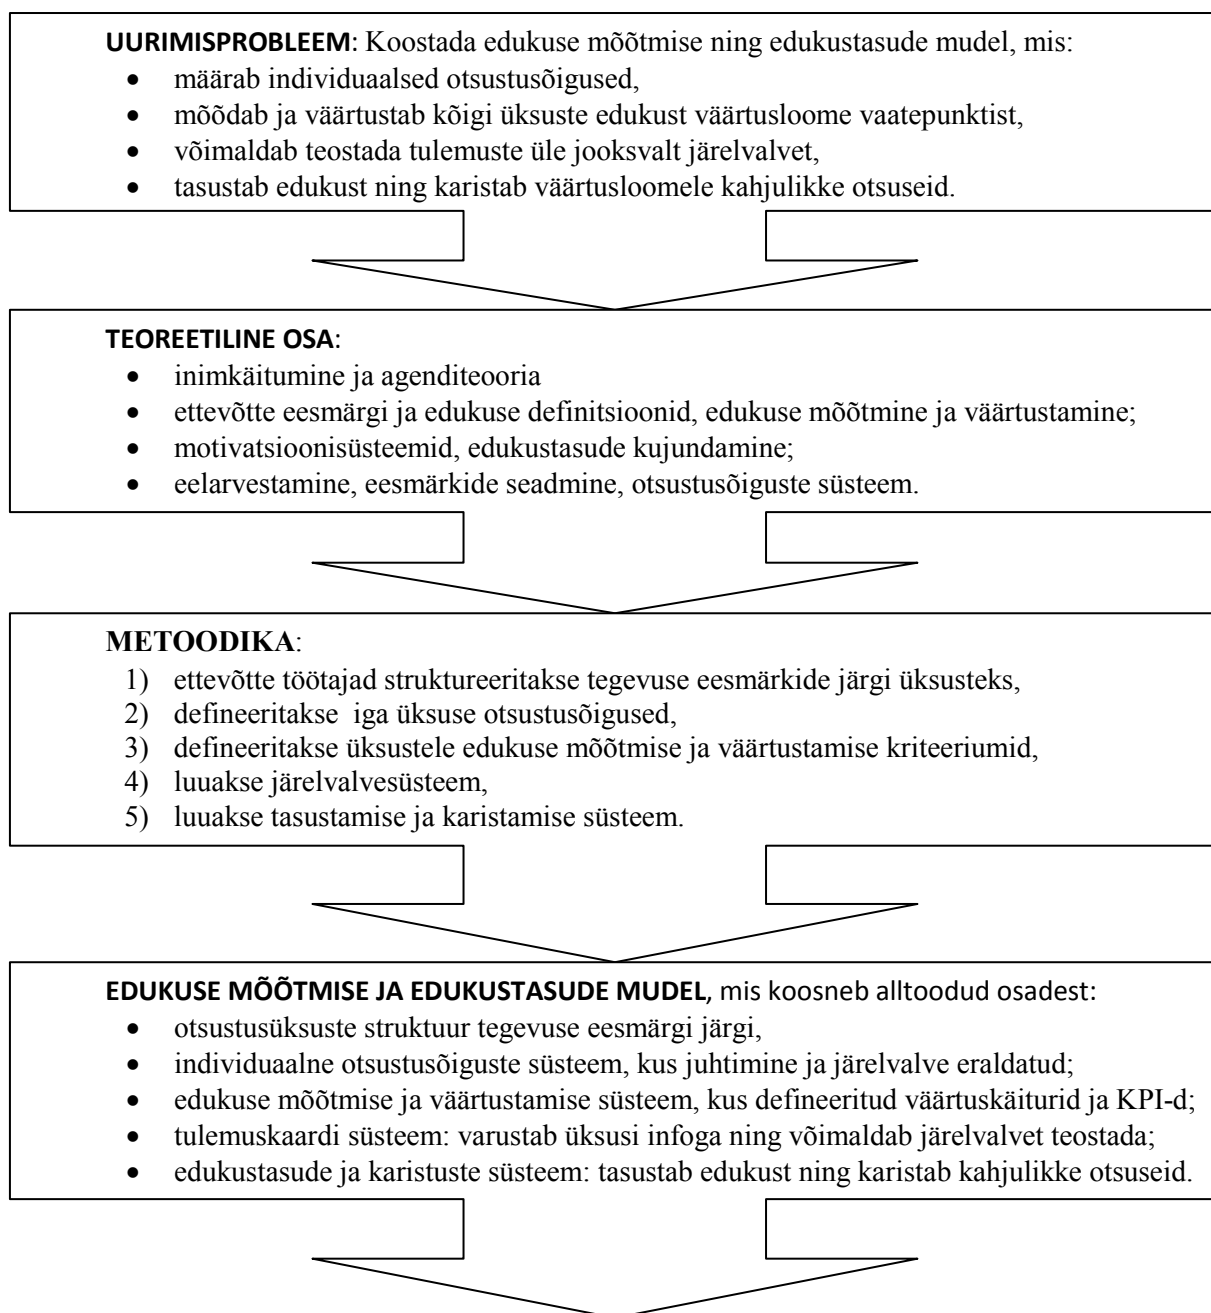 UURIMISPROBLEEM: Koostada edukuse mõõtmise ning edukustasude mudel, mis:
• määrab individuaalsed otsustusõigused,
• mõõdab ja väärtustab kõigi üksuste edukust väärtusloome vaatepunktist,
• võimaldab teostada tulemuste üle jooksvalt järelvalvet,
• tasustab edukust ning karistab väärtusloomele kahjulikke otsuseid.
TEOREETILINE OSA:
• inimkäitumine ja agenditeooria
• ettevõtte eesmärgi ja edukuse definitsioonid, edukuse mõõtmine ja väärtustamine;
• motivatsioonisüsteemid, edukustasude kujundamine;
• eelarvestamine, eesmärkide seadmine, otsustusõiguste süsteem.
METOODIKA:
1) ettevõtte töötajad struktureeritakse tegevuse eesmärkide järgi üksusteks,
2) defineeritakse iga üksuse otsustusõigused,
3) defineeritakse üksustele edukuse mõõtmise ja väärtustamise kriteeriumid,
4) luuakse järelvalvesüsteem,
5) luuakse tasustamise ja karistamise süsteem.
EDUKUSE MÕÕTMISE JA EDUKUSTASUDE MUDEL, mis koosneb alltoodud osadest:
• otsustusüksuste struktuur tegevuse eesmärgi järgi,
• individuaalne otsustusõiguste süsteem, kus juhtimine ja järelvalve eraldatud;
• edukuse mõõtmise ja väärtustamise süsteem, kus defineeritud väärtuskäiturid ja KPI-d;
• tulemuskaardi süsteem: varustab üksusi infoga ning võimaldab järelvalvet teostada;
• edukustasude ja karistuste süsteem: tasustab edukust ning karistab kahjulikke otsuseid.